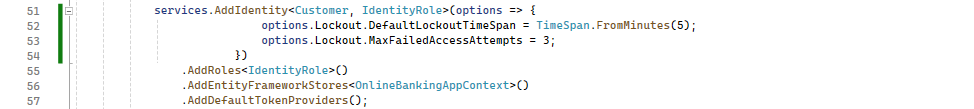 51 services.AddIdentity<Customer, IdentityRole>(options => {
52 options.Lockout.DefaultLockoutTimeSpan = TimeSpan.FromMinutes(5);
53 options.Lockout.MaxFailedAccessAttempts = 3;
54 })
55 .AddRoles<IdentityRole>()
56 .AddEntityFrameworkStores<OnlineBankingAppContext>()
57 .AddDefaultTokenProviders();